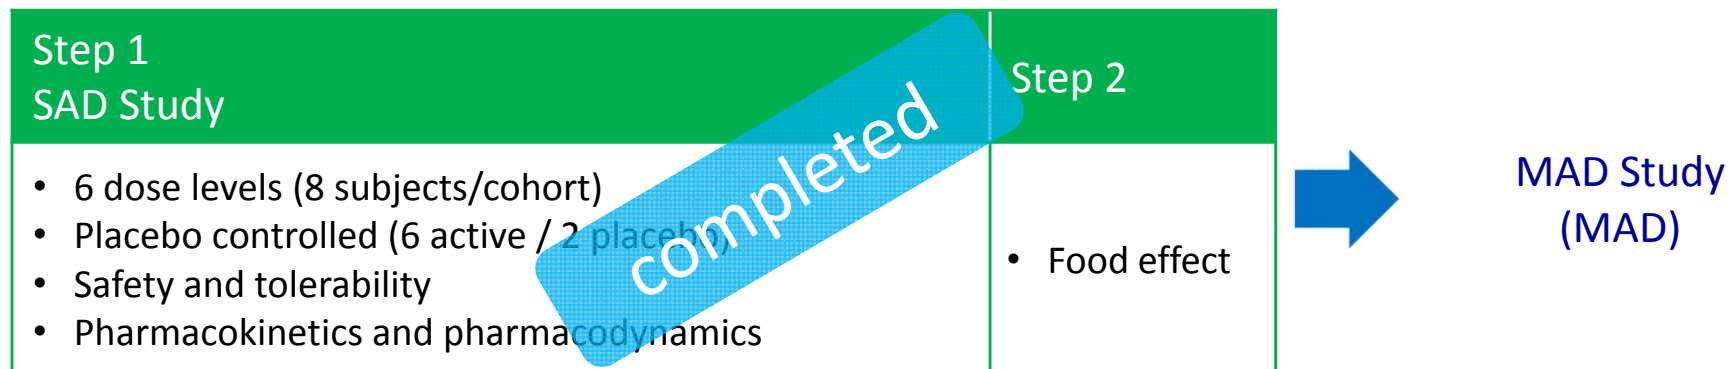 Step 1
SAD Study
Step 2
• 6 dose levels (8 subjects/cohort)
• Placebo controlled (6 active / 2 placebo)
• Safety and tolerability
• Pharmacokinetics and pharmacodynamics
completed
• Food effect
MAD Study
(MAD)